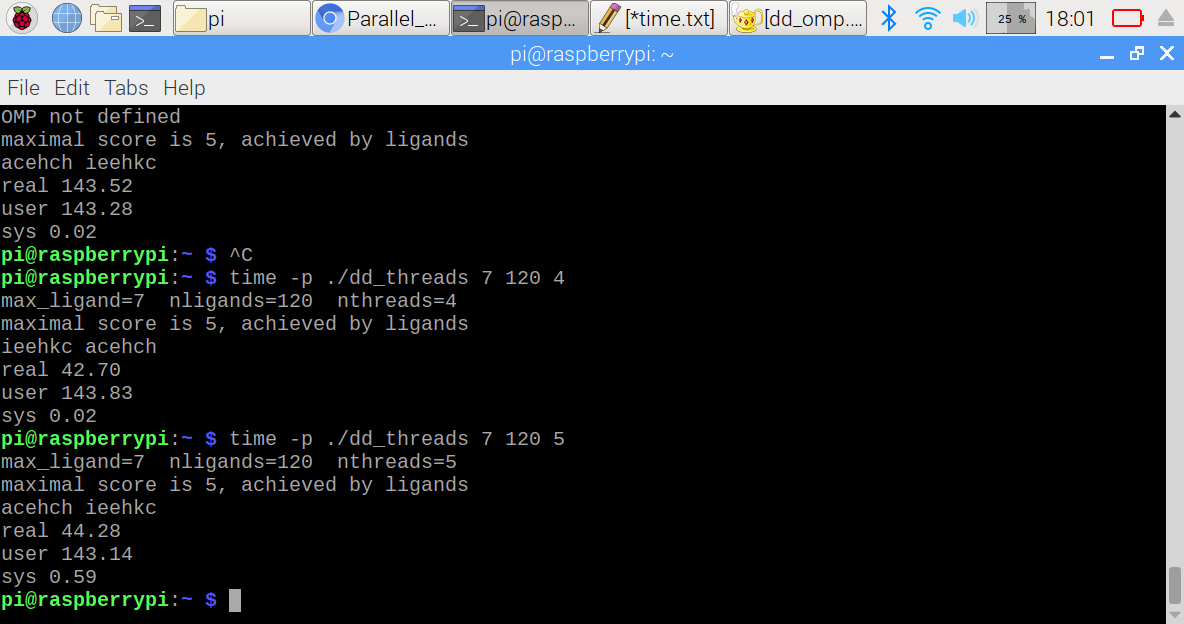 pi
Parallel_...
pi@rasp...
[*time.txt]
[dd_omp....
25 %
18:01
pi@raspberrypi: ~
File Edit Tabs Help
OMP not defined
maximal score is 5, achieved by ligands
acehch ieehkc
real 143.52
user 143.28
sys 0.02
pi@raspberrypi:~ $ ^C
pi@raspberrypi:~ $ time -p ./dd_threads 7 120 4
max_ligand=7  nligands=120  nthreads=4
maximal score is 5, achieved by ligands
ieehkc acehch
real 42.70
user 143.83
sys 0.02
pi@raspberrypi:~ $ time -p ./dd_threads 7 120 5
max_ligand=7  nligands=120  nthreads=5
maximal score is 5, achieved by ligands
acehch ieehkc
real 44.28
user 143.14
sys 0.59
pi@raspberrypi:~ $